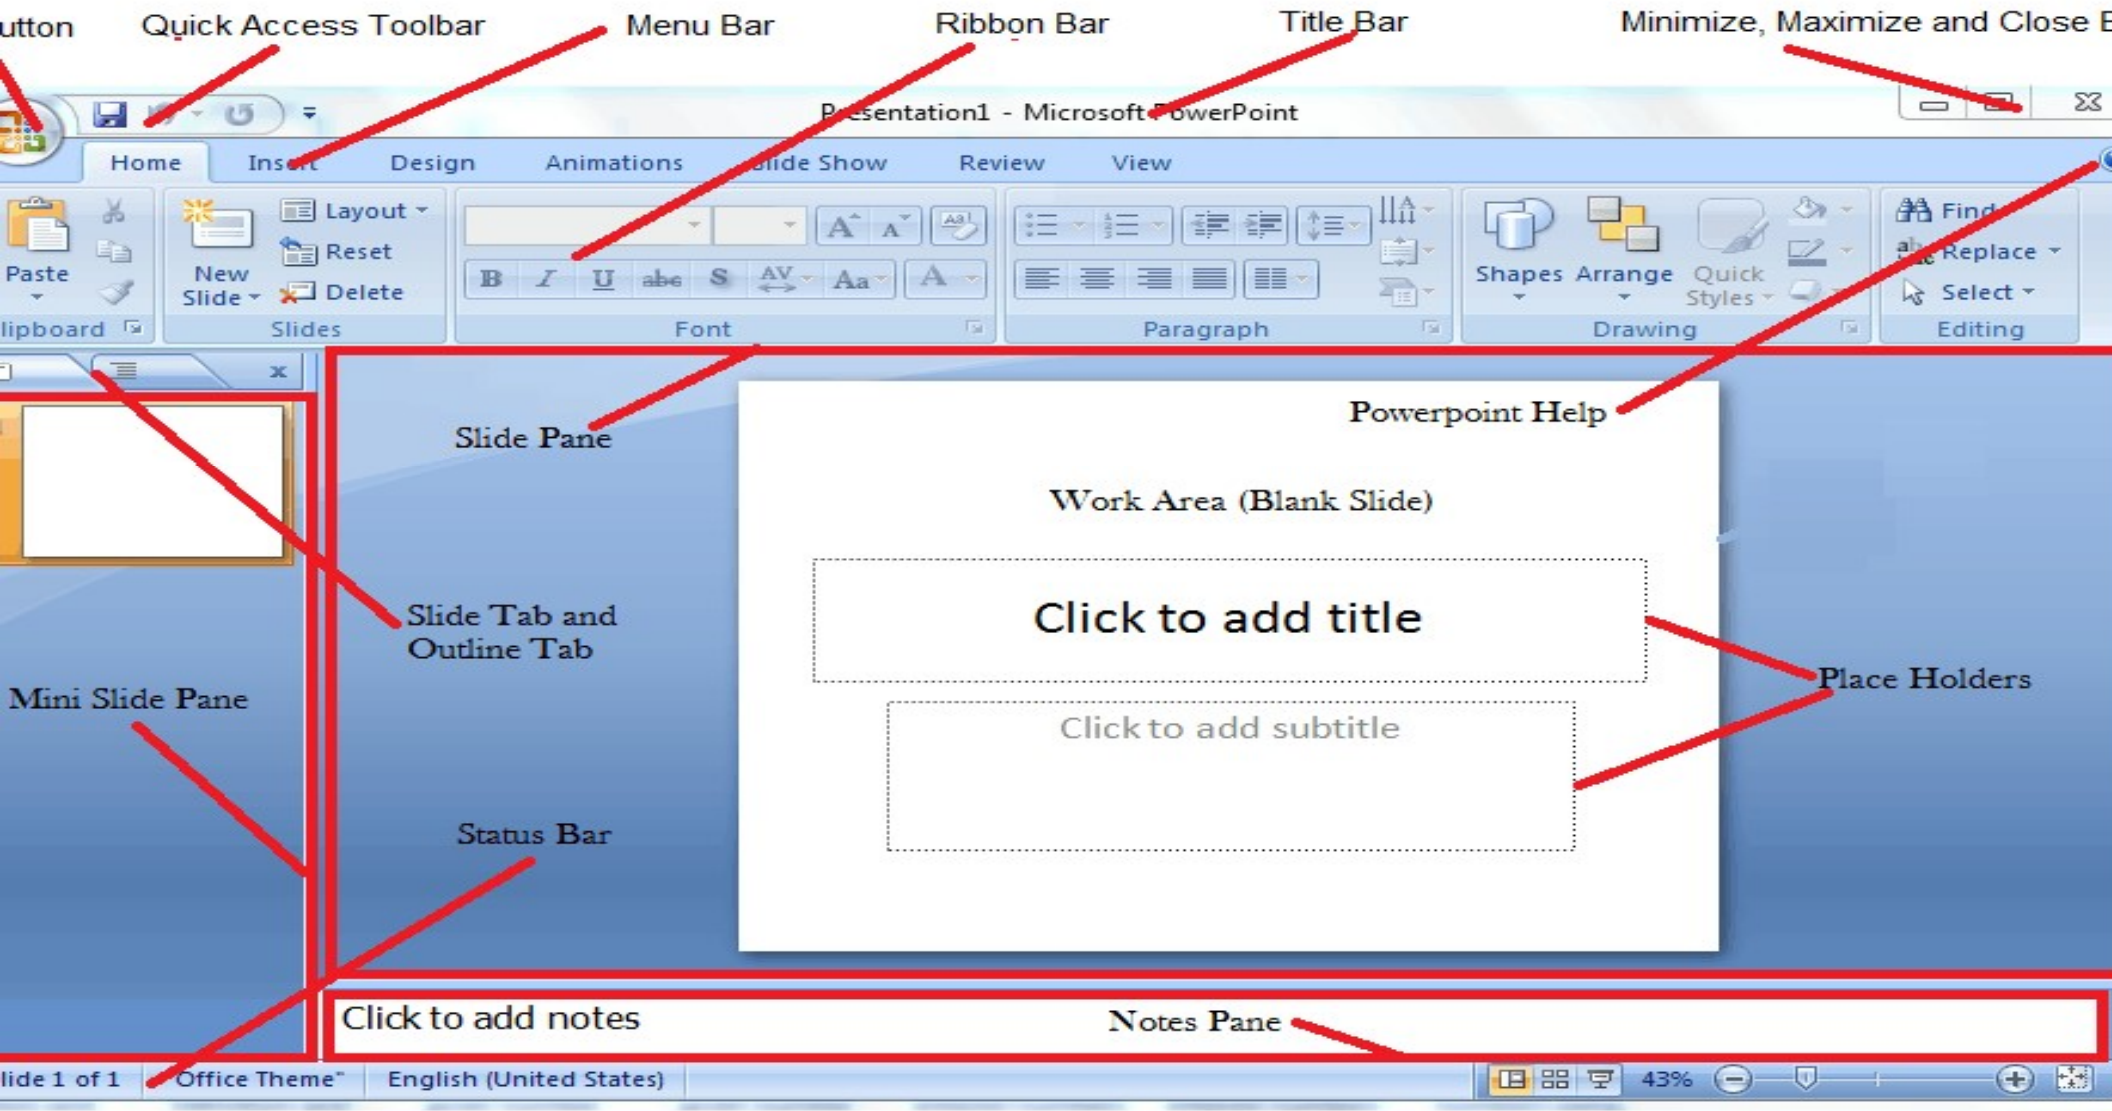 utton Quick Access Toolbar Menu Bar Ribbon Bar Title Bar Minimize, Maximize and Close B
Presentation1 - Microsoft PowerPoint
Home Insert Design Animations Slide Show Review View
Layout
Reset
Delete
Paste
New
Slide
B I U abc S AV Aa A
Shapes Arrange Quick
Styles
Find
Replace
Select
lipboard Slides Font Paragraph Drawing Editing
Powerpoint Help
Slide Pane
Work Area (Blank Slide)
Click to add title
Slide Tab and
Outline Tab
Place Holders
Mini Slide Pane
Click to add subtitle
Status Bar
Click to add notes
Notes Pane
lide 1 of 1 "Office Theme" English (United States) 43%